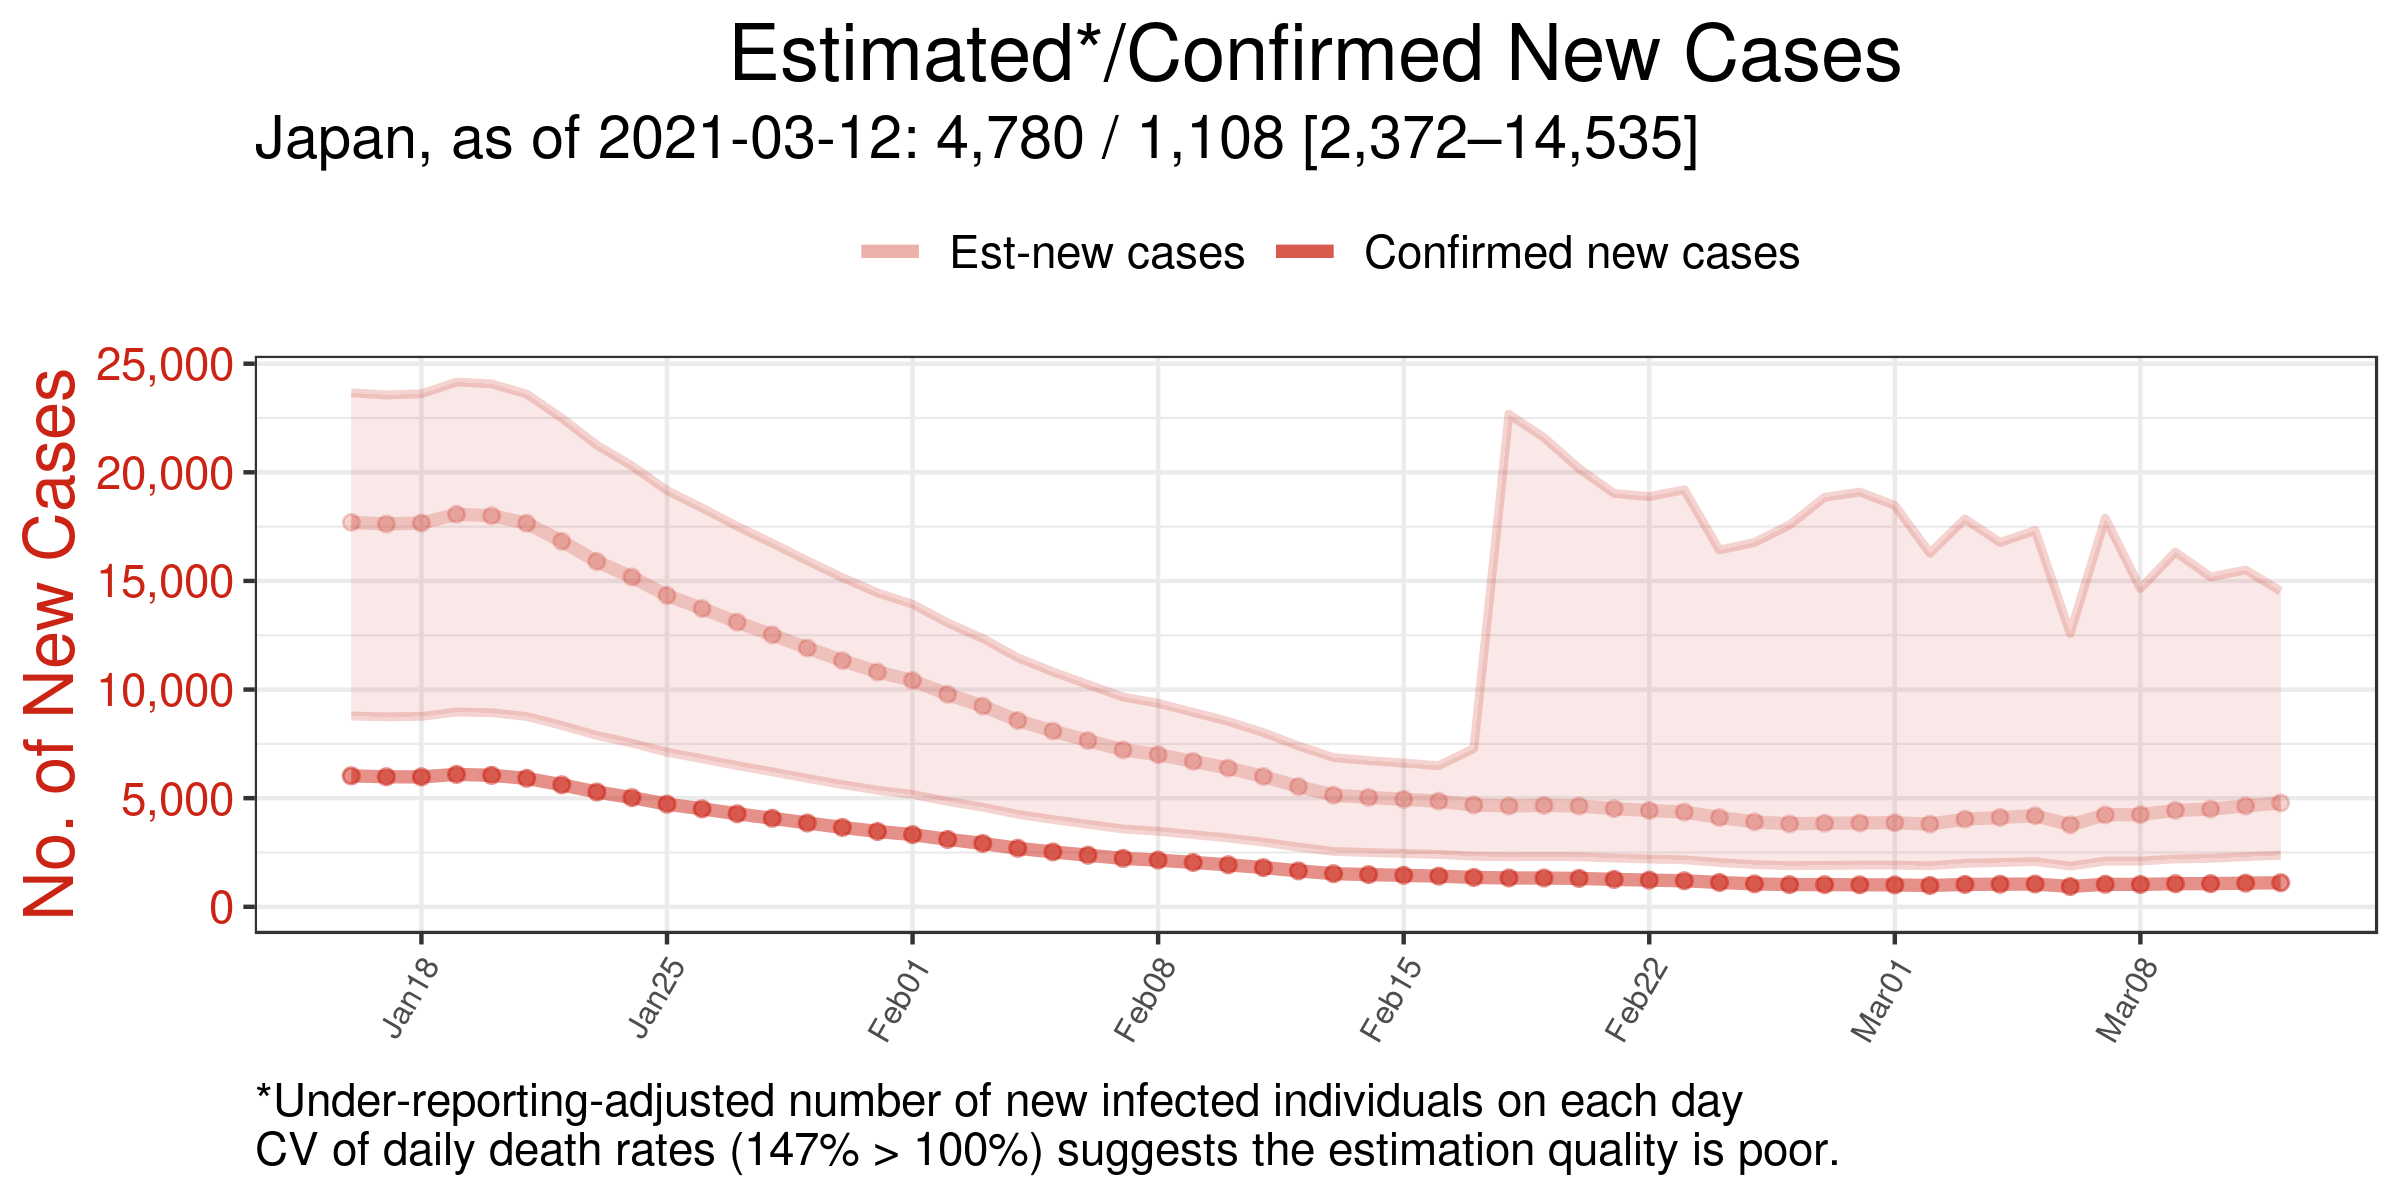 Estimated*/Confirmed New Cases
Japan, as of 2021-03-12: 4,780 / 1,108 [2,372–14,535]
Est-new cases
Confirmed new cases
No. of New Cases
25,000
20,000
15,000
10,000
5,000
0
Jan18
Jan25
Feb01
Feb08
Feb15
Feb22
Mar01
Mar08
*Under-reporting-adjusted number of new infected individuals on each day
CV of daily death rates (147% > 100%) suggests the estimation quality is poor.